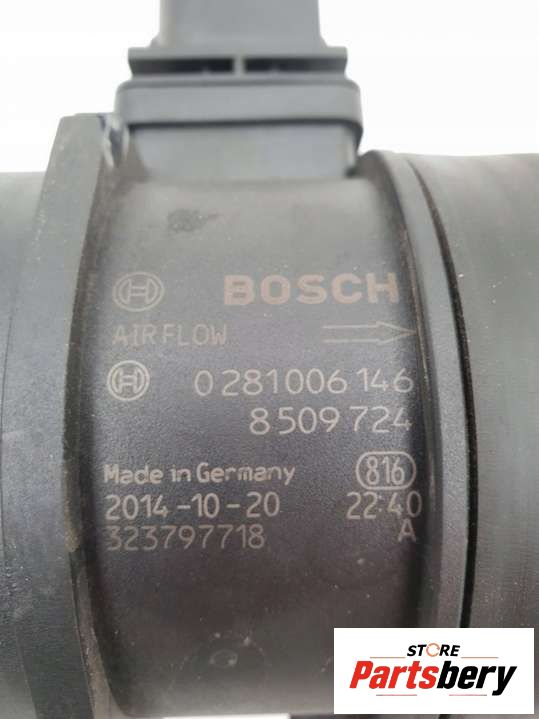 BOSCH
AIRFLOW
0 281 006 146
8 509 724
Made in Germany 816
2014-10-20 22:40
323797718 A
STORE
Partsbery